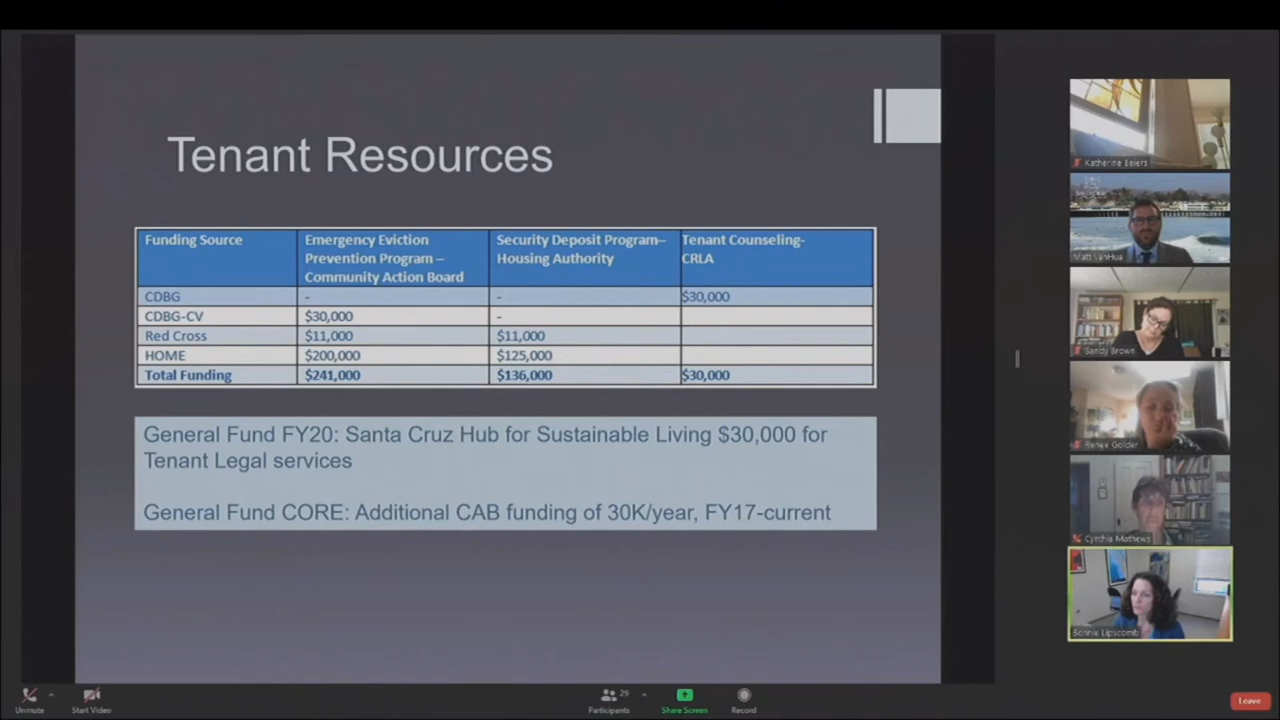 Tenant Resources
Funding Source
Emergency Eviction
Prevention Program –
Community Action Board
Security Deposit Program–
Housing Authority
Tenant Counseling-
CRLA
CDBG - - $30,000
CDBG-CV $30,000 -
Red Cross $11,000 $11,000
HOME $200,000 $125,000
Total Funding $241,000 $136,000 $30,000
General Fund FY20: Santa Cruz Hub for Sustainable Living $30,000 for
Tenant Legal services
General Fund CORE: Additional CAB funding of 30K/year, FY17-current
Katherine Beiers
Matt VanHua
Sandy Brown
Renee Golder
Cynthia Mathews
Bonnie Lipscomb
Unmute
Start Video
29
Participants
Share Screen
Record
Leave